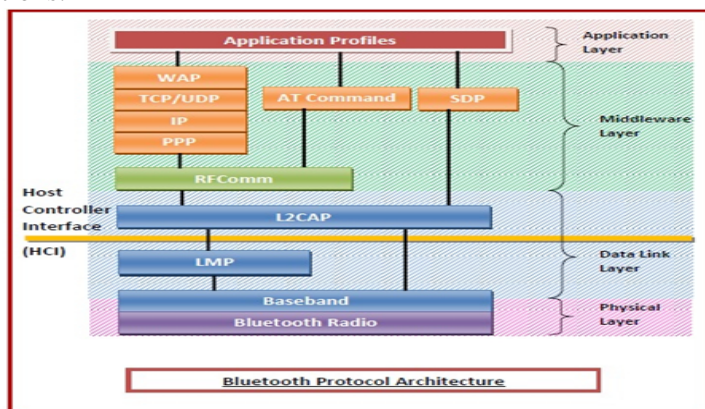 Application Profiles
Application
Layer
WAP
TCP/UDP
IP
PPP
AT Command
SDP
Middleware
Layer
RFComm
Host
Controller
Interface
(HCI)
L2CAP
LMP
Data Link
Layer
Baseband
Bluetooth Radio
Physical
Layer
Bluetooth Protocol Architecture